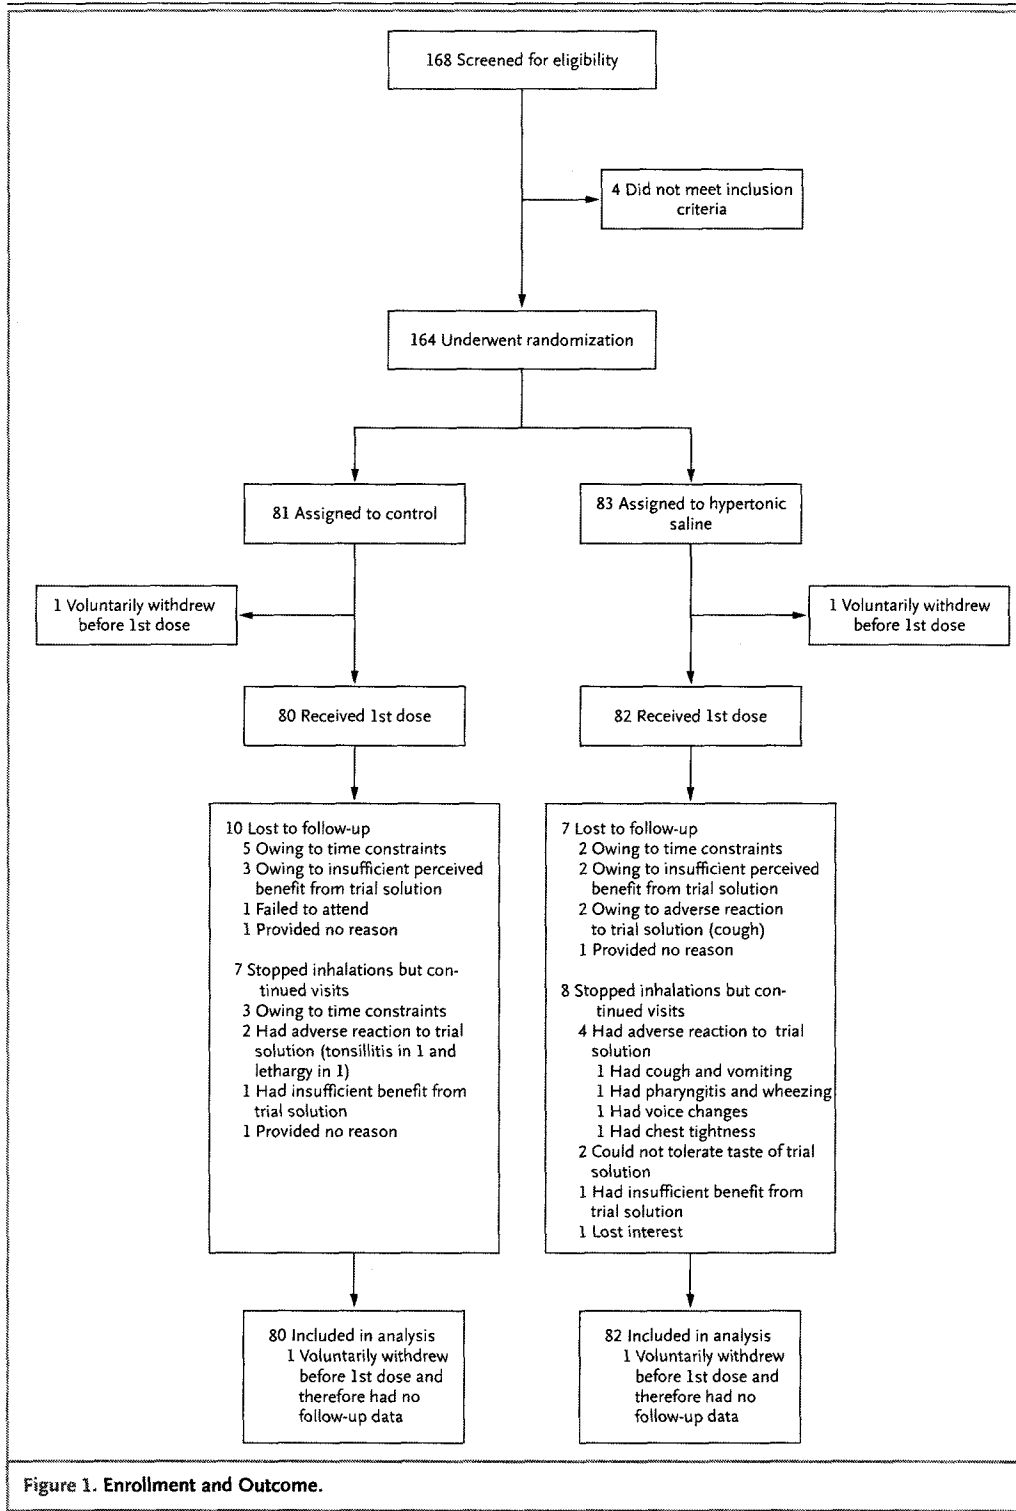 168 Screened for eligibility
4 Did not meet inclusion
criteria
164 Underwent randomization
81 Assigned to control
83 Assigned to hypertonic
saline
1 Voluntarily withdrew
before 1st dose
1 Voluntarily withdrew
before 1st dose
80 Received 1st dose
82 Received 1st dose
10 Lost to follow-up
5 Owing to time constraints
3 Owing to insufficient perceived
benefit from trial solution
1 Failed to attend
1 Provided no reason
7 Stopped inhalations but con-
tinued visits
3 Owing to time constraints
2 Had adverse reaction to trial
solution (tonsillitis in 1 and
lethargy in 1)
1 Had insufficient benefit from
trial solution
1 Provided no reason
7 Lost to follow-up
2 Owing to time constraints
2 Owing to insufficient perceived
benefit from trial solution
2 Owing to adverse reaction
to trial solution (cough)
1 Provided no reason
8 Stopped inhalations but con-
tinued visits
4 Had adverse reaction to trial
solution
1 Had cough and vomiting
1 Had pharyngitis and wheezing
1 Had voice changes
1 Had chest tightness
2 Could not tolerate taste of trial
solution
1 Had insufficient benefit from
trial solution
1 Lost interest
80 Included in analysis
1 Voluntarily withdrew
before 1st dose and
therefore had no
follow-up data
82 Included in analysis
1 Voluntarily withdrew
before 1st dose and
therefore had no
follow-up data
Figure 1. Enrollment and Outcome.